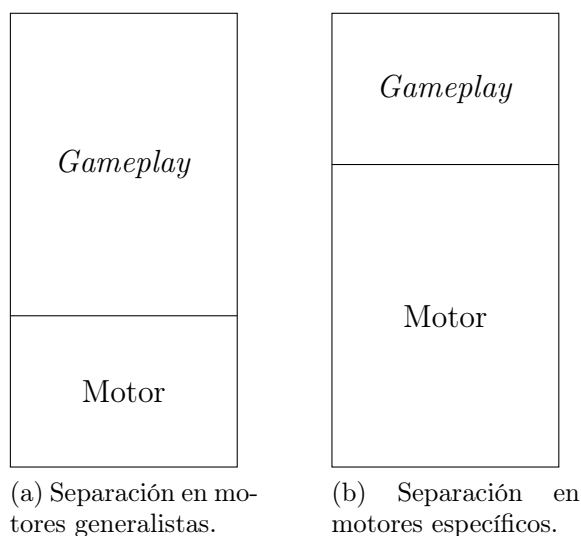 Gameplay
Motor
(a) Separación en mo-
tores generalistas.
Gameplay
Motor
(b) Separación en
motores específicos.